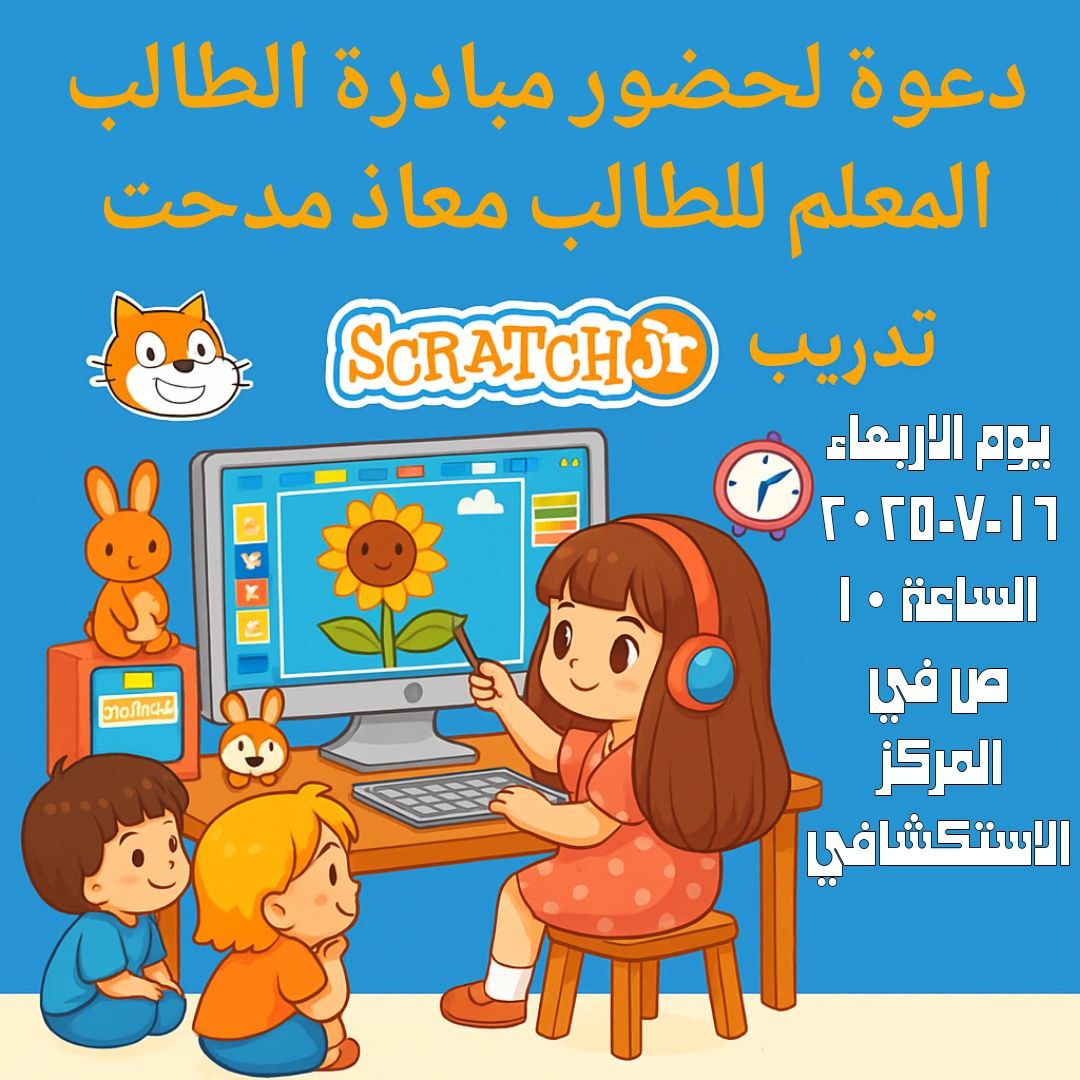 دعوة لحضور مبادرة الطالب
المعلم للطالب معاذ مدحت
تدريب SCRATCH jr
يوم الاربعاء
١٦-٧-٢٠٢٥
الساعة ١٠
ص في
المركز
الاستكشافي